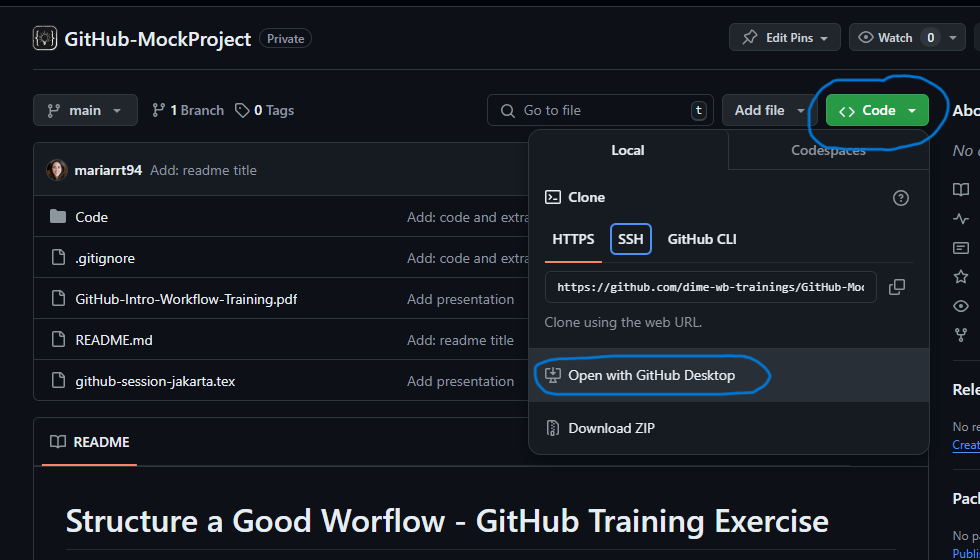 GitHub-MockProject Private
Edit Pins
Watch 0
main
1 Branch
0 Tags
Go to file
t
Add file
<> Code
Local
Codespaces
mariarrt94 Add: readme title
Code Add: code and extra
.gitignore Add: code and extra
GitHub-Intro-Workflow-Training.pdf Add presentation
README.md Add: readme title
github-session-jakarta.tex Add presentation
Clone
HTTPS SSH GitHub CLI
https://github.com/dime-wb-trainings/GitHub-Moc
Clone using the web URL.
Open with GitHub Desktop
Download ZIP
README
Structure a Good Worflow - GitHub Training Exercise
Abo
No
Rele
No re
Creat
Pack
No p
Publi